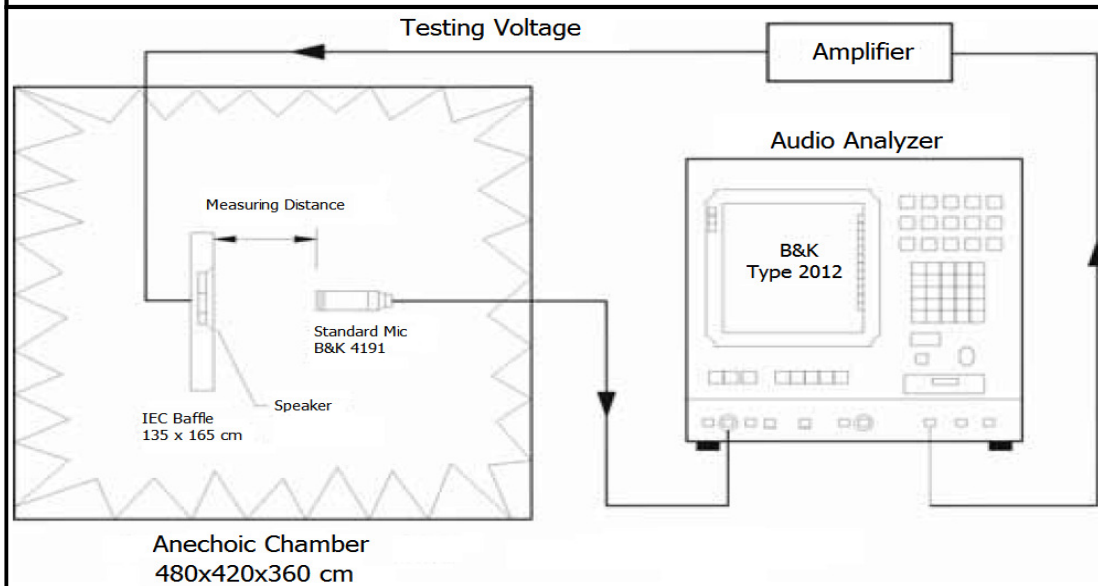 Testing Voltage
Amplifier
Audio Analyzer
Measuring Distance
B&K
Type 2012
Standard Mic
B&K 4191
Speaker
IEC Baffle
135 x 165 cm
Anechoic Chamber
480x420x360 cm